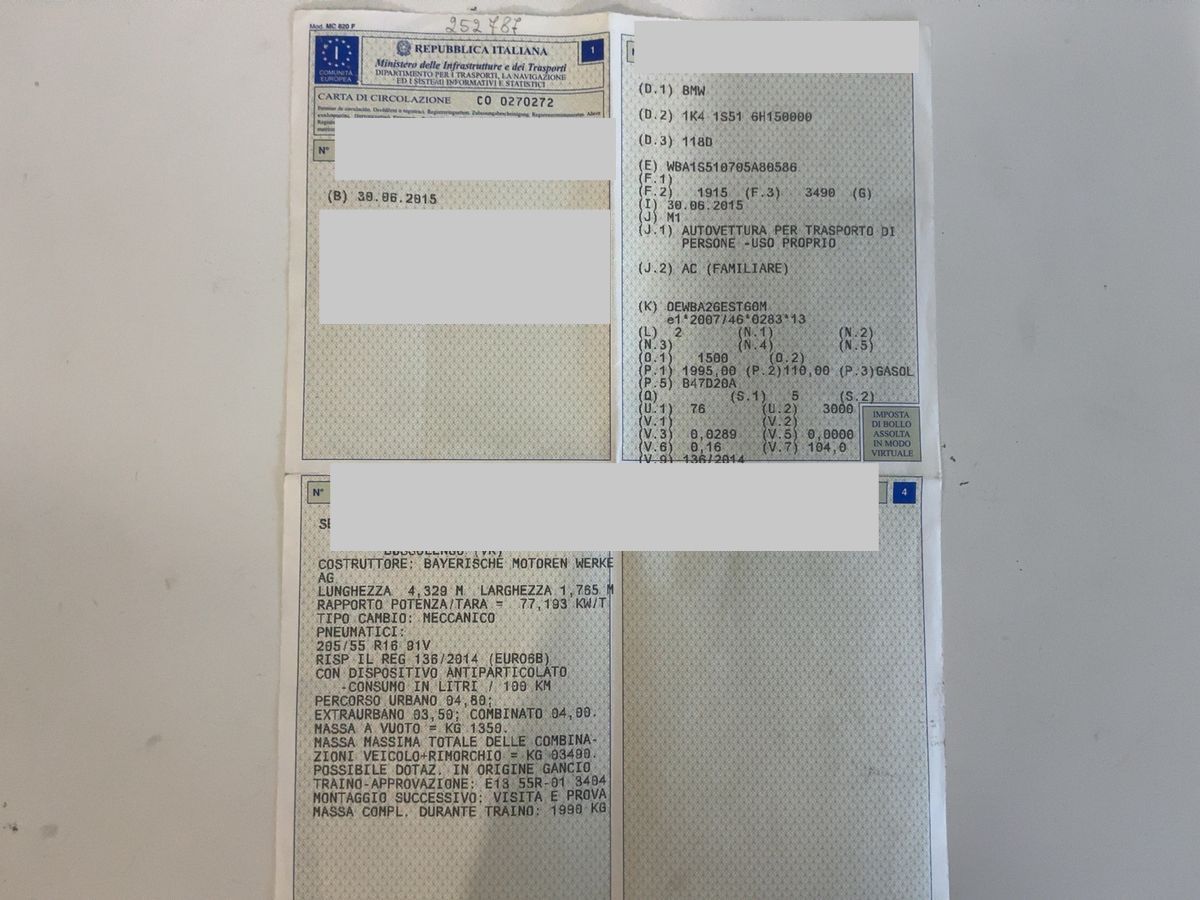 Mod. MC 820 F
252787
REPUBBLICA ITALIANA
1
Ministero delle Infrastrutture e dei Trasporti
DIPARTIMENTO PER I TRASPORTI, LA NAVIGAZIONE
ED I SISTEMI INFORMATIVI E STATISTICI
I
COMUNITÀ
EUROPEA
CARTA DI CIRCOLAZIONE CO 0270272
N°
(B) 30.06.2015
(D.1) BMW
(D.2) 1K4 1S51 6H150000
(D.3) 118D
(E) WBA1S510705A80586
(F.1)
(F.2) 1915 (F.3) 3490 (G)
(I) 30.06.2015
(J) M1
(J.1) AUTOVETTURA PER TRASPORTO DI
PERSONE -USO PROPRIO
(J.2) AC (FAMILIARE)
(K) OEWBA26EST60M
e1*2007/46*0283*13
(L) 2 (N.1) (N.2)
(N.3) (N.4) (N.5)
(O.1) 1500 (O.2)
(P.1) 1995,00 (P.2)110,00 (P.3)GASOL
(P.5) B47D20A
(Q) (S.1) 5 (S.2)
(U.1) 76 (U.2) 3000
(V.1) (V.2)
(V.3) 0,0289 (V.5) 0,0000
(V.6) 0,16 (V.7) 104,0
(V.9) 136/2014
IMPOSTA
DI BOLLO
ASSOLTA
IN MODO
VIRTUALE
N°
4
COSTRUTTORE: BAYERISCHE MOTOREN WERKE
AG
LUNGHEZZA 4,329 M LARGHEZZA 1,765 M
RAPPORTO POTENZA/TARA = 77,193 KW/T
TIPO CAMBIO: MECCANICO
PNEUMATICI:
205/55 R16 91V
RISP IL REG 136/2014 (EURO6B)
CON DISPOSITIVO ANTIPARTICOLATO
-CONSUMO IN LITRI / 100 KM
PERCORSO URBANO 04,80;
EXTRAURBANO 03,50; COMBINATO 04,00.
MASSA A VUOTO = KG 1350.
MASSA MASSIMA TOTALE DELLE COMBINA-
ZIONI VEICOLO+RIMORCHIO = KG 03490.
POSSIBILE DOTAZ. IN ORIGINE GANCIO
TRAINO-APPROVAZIONE: E13 55R-01 3404
MONTAGGIO SUCCESSIVO: VISITA E PROVA
MASSA COMPL. DURANTE TRAINO: 1990 KG